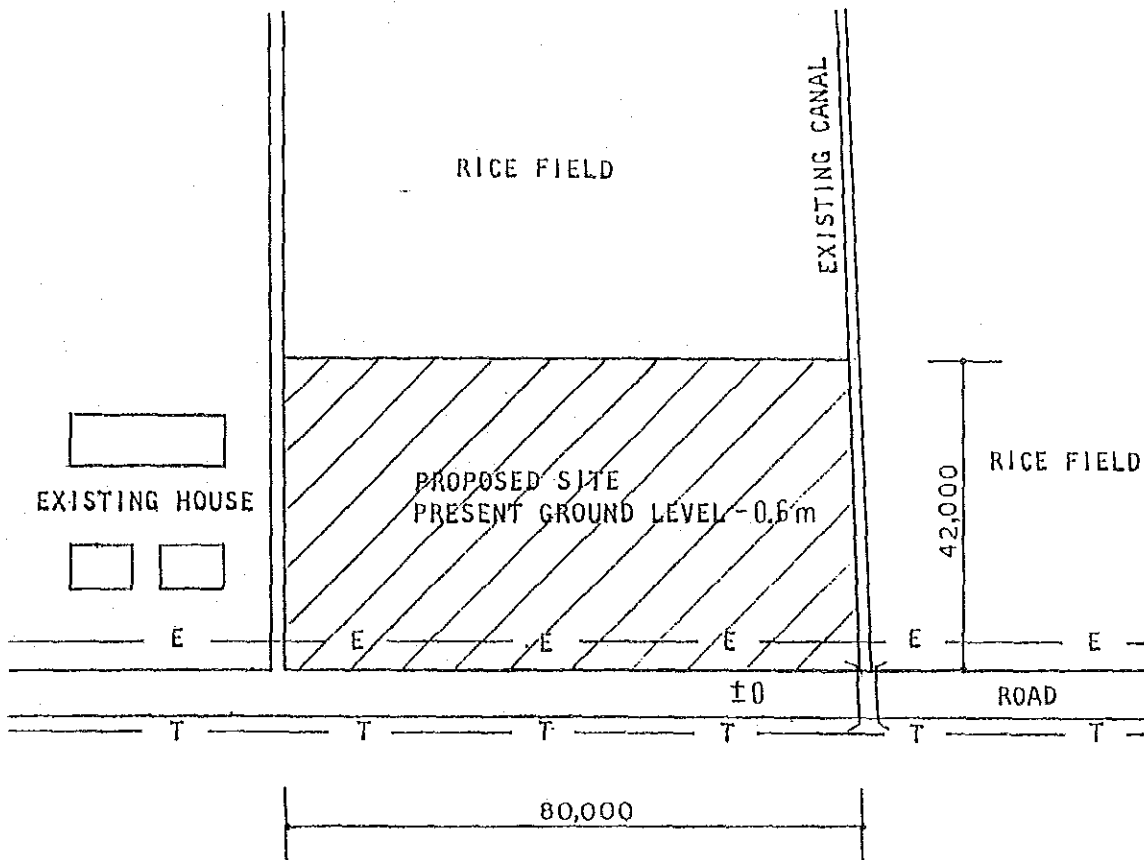 RICE FIELD
EXISTING CANAL
RICE FIELD
42,000
EXISTING HOUSE
PROPOSED SITE
PRESENT GROUND LEVEL -0.6m
E E E E E E
±0
ROAD
T T T T T T
80,000